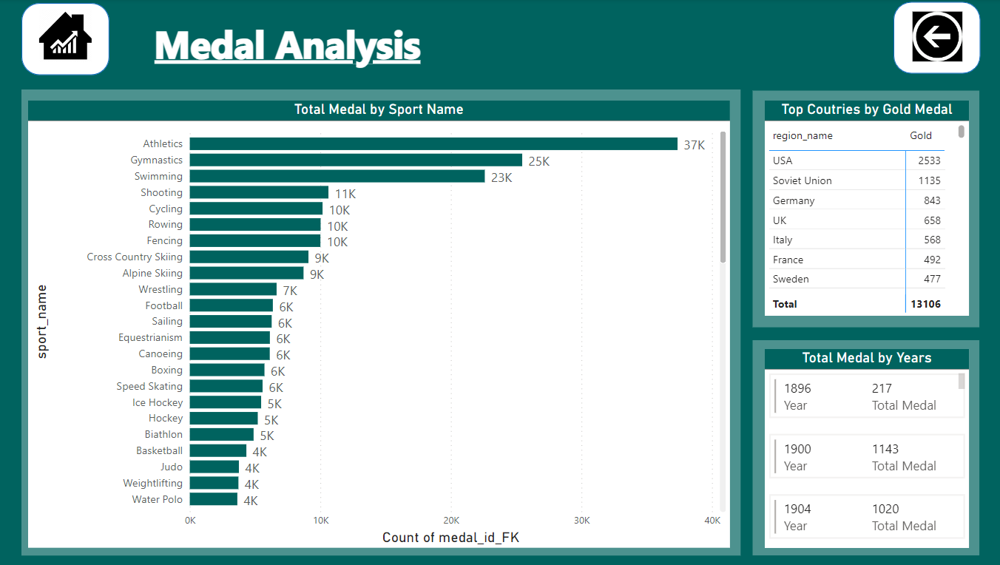 Medal Analysis
Total Medal by Sport Name
sport_name
Athletics 37K
Gymnastics 25K
Swimming 23K
Shooting 11K
Cycling 10K
Rowing 10K
Fencing 10K
Cross Country Skiing 9K
Alpine Skiing 9K
Wrestling 7K
Football 6K
Sailing 6K
Equestrianism 6K
Canoeing 6K
Boxing 6K
Speed Skating 6K
Ice Hockey 5K
Hockey 5K
Biathlon 5K
Basketball 4K
Judo 4K
Weightlifting 4K
Water Polo 4K
0K 10K 20K 30K 40K
Count of medal_id_FK
Top Coutries by Gold Medal
region_name Gold
USA 2533
Soviet Union 1135
Germany 843
UK 658
Italy 568
France 492
Sweden 477
Total 13106
Total Medal by Years
1896 217
Year Total Medal
1900 1143
Year Total Medal
1904 1020
Year Total Medal